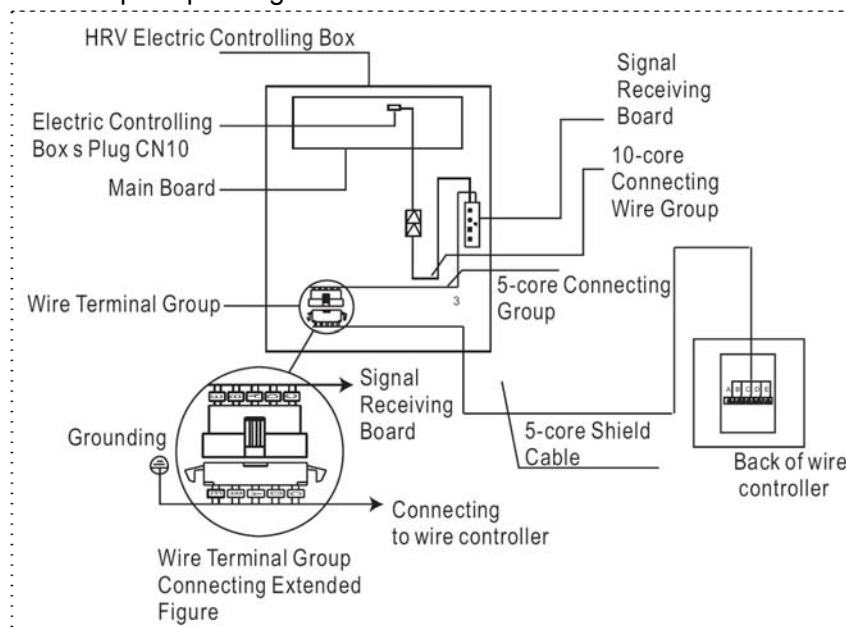 HRV Electric Controlling Box
Signal
Receiving
Board
Electric Controlling
Box s Plug CN10
10-core
Connecting
Wire Group
Main Board
5-core Connecting
Group
3
Wire Terminal Group
A B C D E
Signal
Receiving
Board
Grounding
5-core Shield
Cable
Back of wire
controller
Connecting
to wire controller
Wire Terminal Group
Connecting Extended
Figure